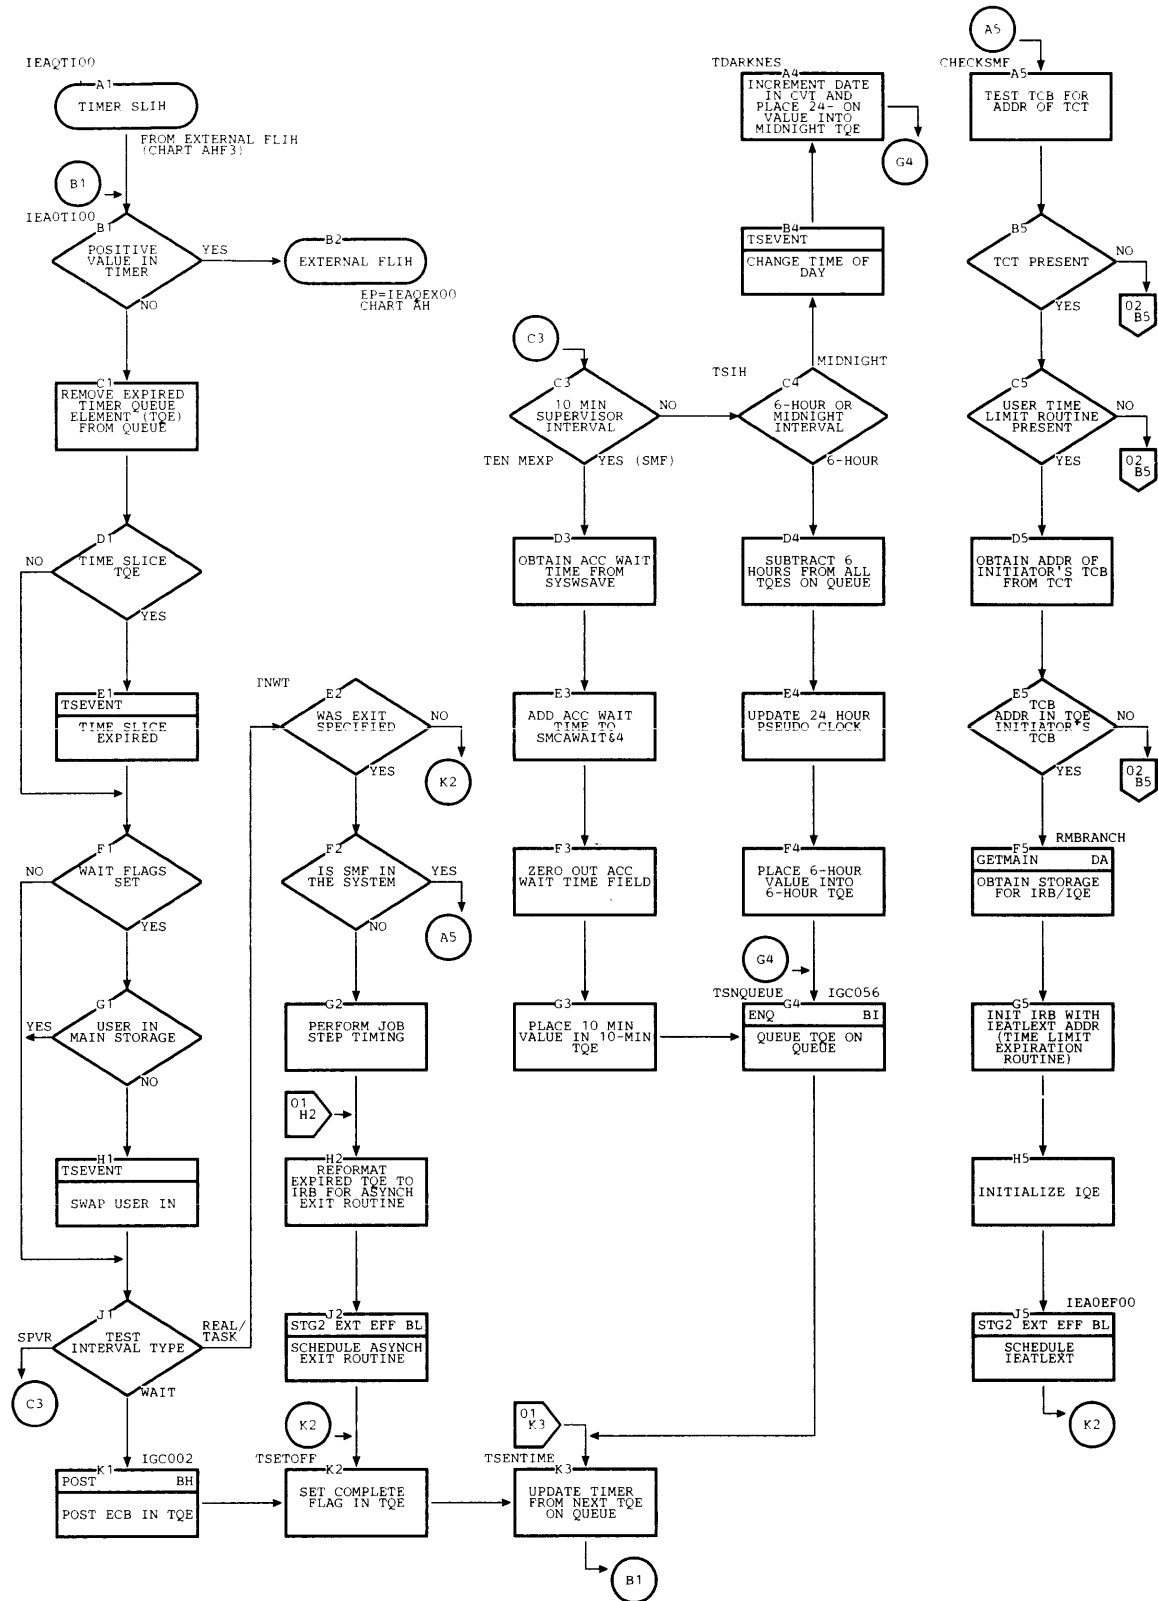 IEAQTI00
A1
TIMER SLIH
FROM EXTERNAL FLIH
(CHART AHF3)
B1
IEA0TI00
B1
POSITIVE
VALUE IN
TIMER
YES
NO
B2
EXTERNAL FLIH
EP=IEAQEX00
CHART AH
C1
REMOVE EXPIRED
TIMER QUEUE
ELEMENT (TQE)
FROM QUEUE
D1
TIME SLICE
TQE
NO
YES
E1
TSEVENT
TIME SLICE
EXPIRED
F1
WAIT FLAGS
SET
NO
YES
G1
USER IN
MAIN STORAGE
YES
NO
H1
TSEVENT
SWAP USER IN
J1
TEST
INTERVAL TYPE
SPVR
REAL/
TASK
WAIT
C3
IGC002
K1
POST BH
POST ECB IN TQE
TNWT
E2
WAS EXIT
SPECIFIED
NO
YES
K2
F2
IS SMF IN
THE SYSTEM
YES
NO
A5
G2
PERFORM JOB
STEP TIMING
01
H2
H2
REFORMAT
EXPIRED TQE TO
IRB FOR ASYNCH
EXIT ROUTINE
J2
STG2 EXT EFF BL
SCHEDULE ASYNCH
EXIT ROUTINE
K2
TSETOFF
K2
SET COMPLETE
FLAG IN TQE
C3
C3
10 MIN
SUPERVISOR
INTERVAL
NO
TEN MEXP
YES (SMF)
D3
OBTAIN ACC WAIT
TIME FROM
SYSWSAVE
E3
ADD ACC WAIT
TIME TO
SMCAWAIT&4
F3
ZERO OUT ACC
WAIT TIME FIELD
G3
PLACE 10 MIN
VALUE IN 10-MIN
TQE
01
K3
TSENTIME
K3
UPDATE TIMER
FROM NEXT TQE
ON QUEUE
B1
TDARKNES
A4
INCREMENT DATE
IN CVT AND
PLACE 24- ON
VALUE INTO
MIDNIGHT TQE
G4
B4
TSEVENT
CHANGE TIME OF
DAY
TSIH
MIDNIGHT
C4
6-HOUR OR
MIDNIGHT
INTERVAL
6-HOUR
D4
SUBTRACT 6
HOURS FROM ALL
TQES ON QUEUE
E4
UPDATE 24 HOUR
PSEUDO CLOCK
F4
PLACE 6-HOUR
VALUE INTO
6-HOUR TQE
G4
TSNQUEUE
IGC056
G4
ENQ BI
QUEUE TQE ON
QUEUE
A5
CHECKSMF
A5
TEST TCB FOR
ADDR OF TCT
B5
TCT PRESENT
NO
YES
02
B5
C5
USER TIME
LIMIT ROUTINE
PRESENT
NO
YES
02
B5
D5
OBTAIN ADDR OF
INITIATOR'S TCB
FROM TCT
E5
TCB
ADDR IN TQE
INITIATOR'S
TCB
NO
YES
02
B5
RMBRANCH
F5
GETMAIN DA
OBTAIN STORAGE
FOR IRB/IQE
G5
INIT IRB WITH
IEATLEXT ADDR
(TIME LIMIT
EXPIRATION
ROUTINE)
H5
INITIALIZE IQE
IEA0EF00
J5
STG2 EXT EFF BL
SCHEDULE
IEATLEXT
K2